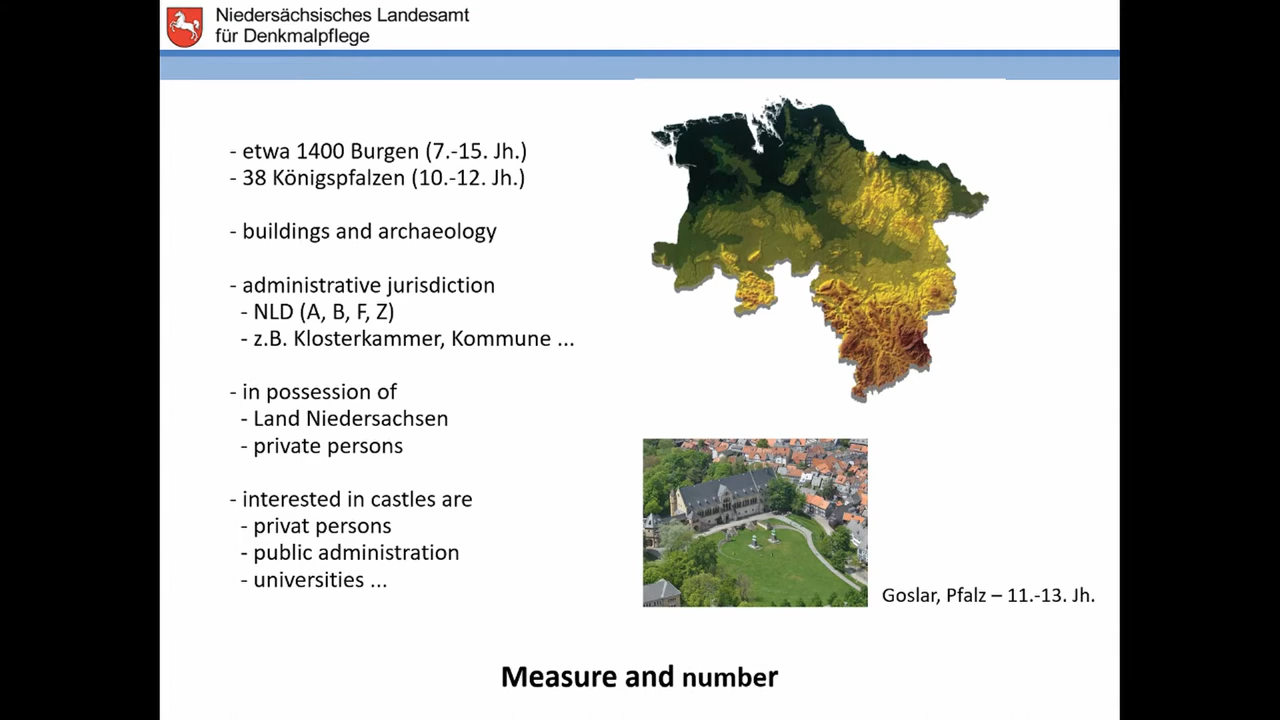 Niedersächsisches Landesamt
für Denkmalpflege
- etwa 1400 Burgen (7.-15. Jh.)
- 38 Königspfalzen (10.-12. Jh.)
- buildings and archaeology
- administrative jurisdiction
- NLD (A, B, F, Z)
- z.B. Klosterkammer, Kommune ...
- in possession of
- Land Niedersachsen
- private persons
- interested in castles are
- privat persons
- public administration
- universities ...
Goslar, Pfalz – 11.-13. Jh.
Measure and number